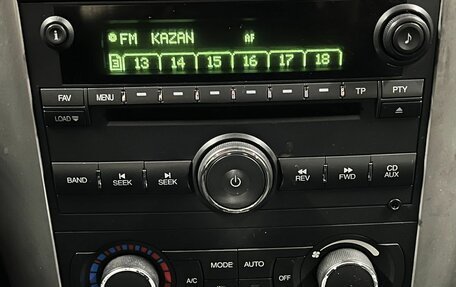 FM KAZAN AF
3 13 14 15 16 17 18
FAV MENU TP PTY
LOAD
BAND SEEK SEEK REV FWD CD AUX
MODE AUTO
A/C OFF